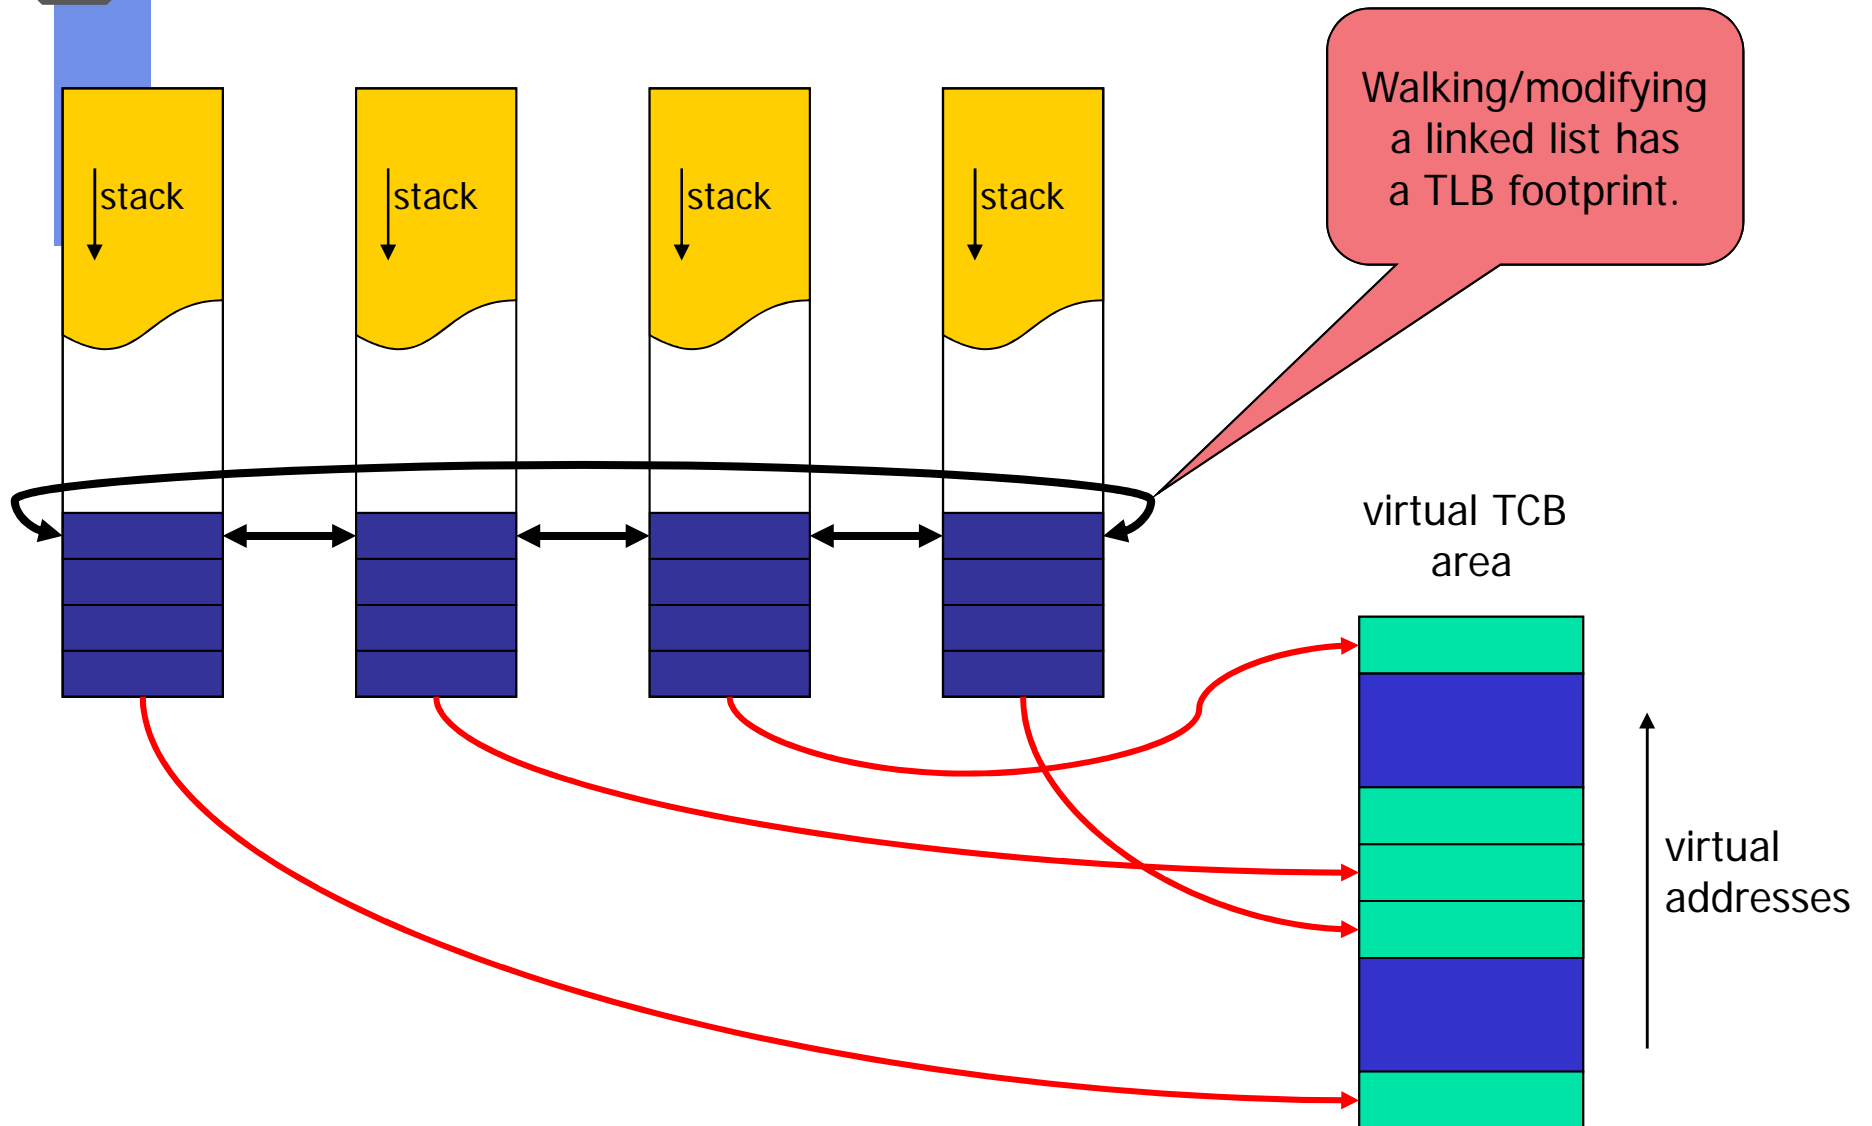 stack
stack
stack
stack
Walking/modifying
a linked list has
a TLB footprint.
virtual TCB
area
virtual
addresses